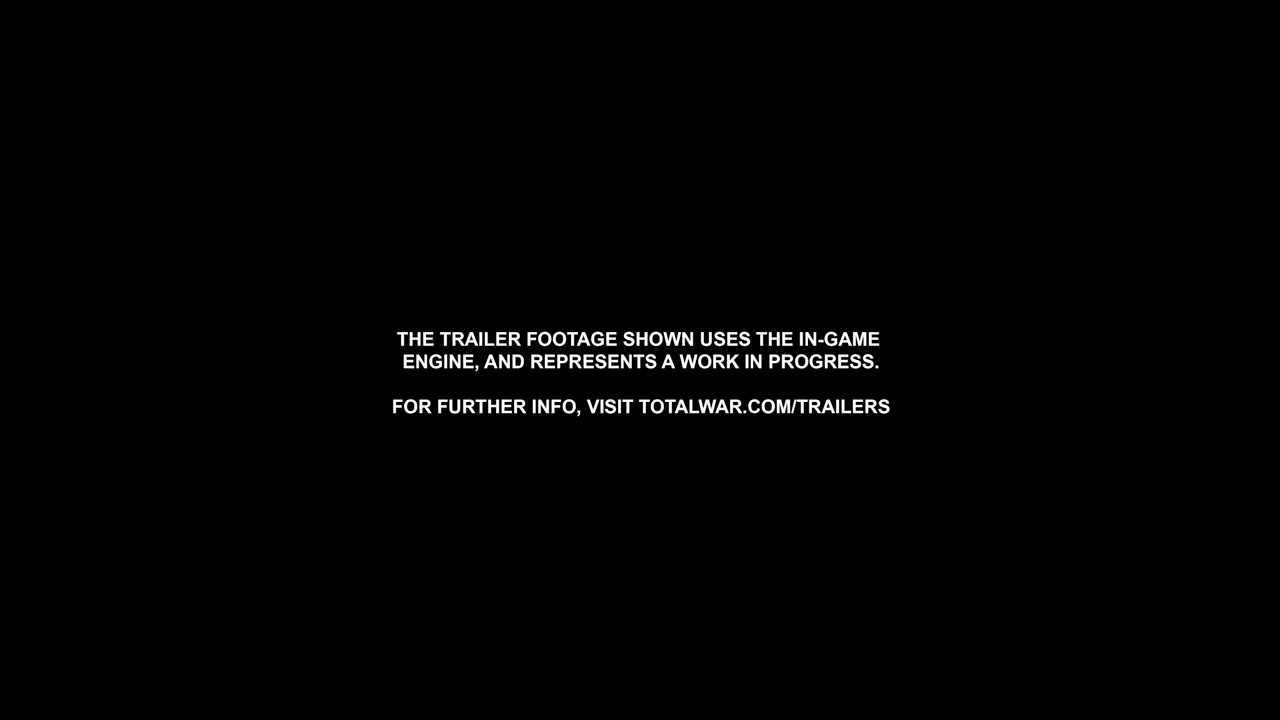 THE TRAILER FOOTAGE SHOWN USES THE IN-GAME
ENGINE, AND REPRESENTS A WORK IN PROGRESS.
FOR FURTHER INFO, VISIT TOTALWAR.COM/TRAILERS